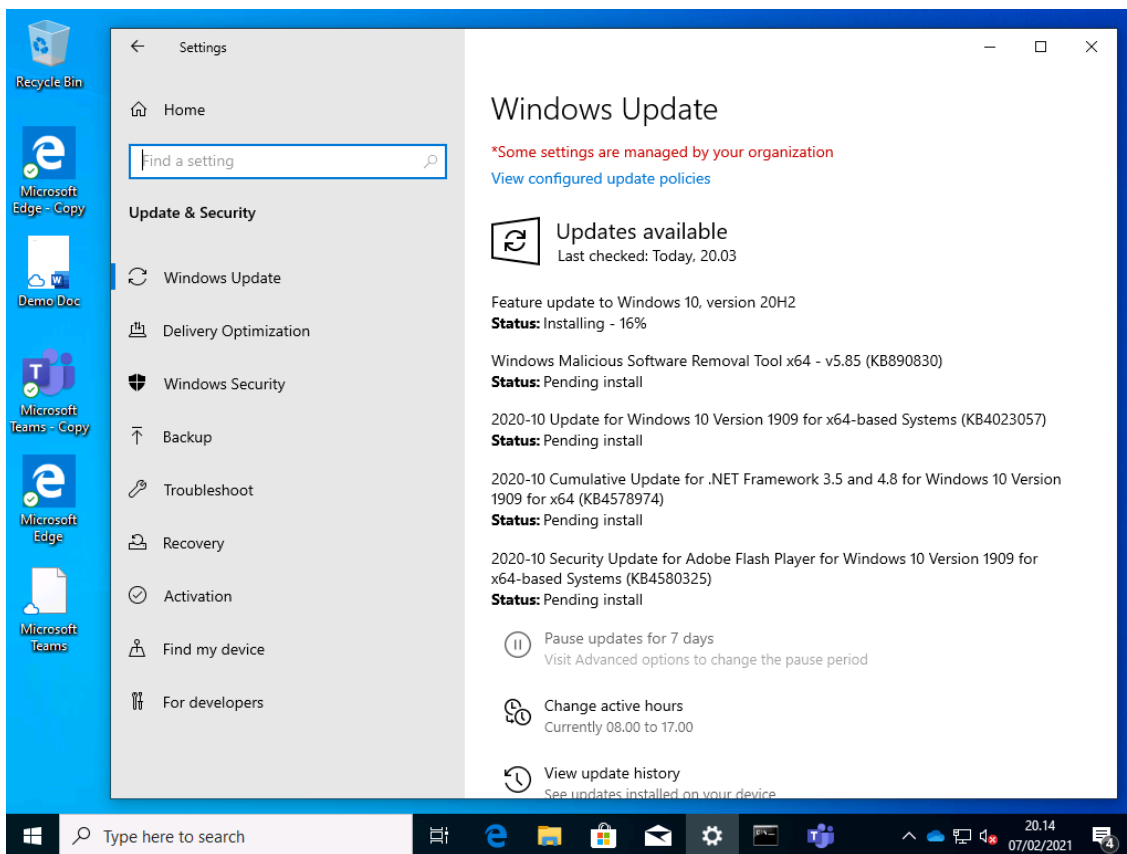 Recycle Bin
Microsoft
Edge - Copy
Demo Doc
Microsoft
Teams - Copy
Microsoft
Edge
Microsoft
Teams
Settings
Home
Find a setting
Update & Security
Windows Update
Delivery Optimization
Windows Security
Backup
Troubleshoot
Recovery
Activation
Find my device
For developers
Windows Update
*Some settings are managed by your organization
View configured update policies
Updates available
Last checked: Today, 20.03
Feature update to Windows 10, version 20H2
Status: Installing - 16%
Windows Malicious Software Removal Tool x64 - v5.85 (KB890830)
Status: Pending install
2020-10 Update for Windows 10 Version 1909 for x64-based Systems (KB4023057)
Status: Pending install
2020-10 Cumulative Update for .NET Framework 3.5 and 4.8 for Windows 10 Version
1909 for x64 (KB4578974)
Status: Pending install
2020-10 Security Update for Adobe Flash Player for Windows 10 Version 1909 for
x64-based Systems (KB4580325)
Status: Pending install
Pause updates for 7 days
Visit Advanced options to change the pause period
Change active hours
Currently 08.00 to 17.00
View update history
See updates installed on your device
Type here to search
20.14
07/02/2021
4